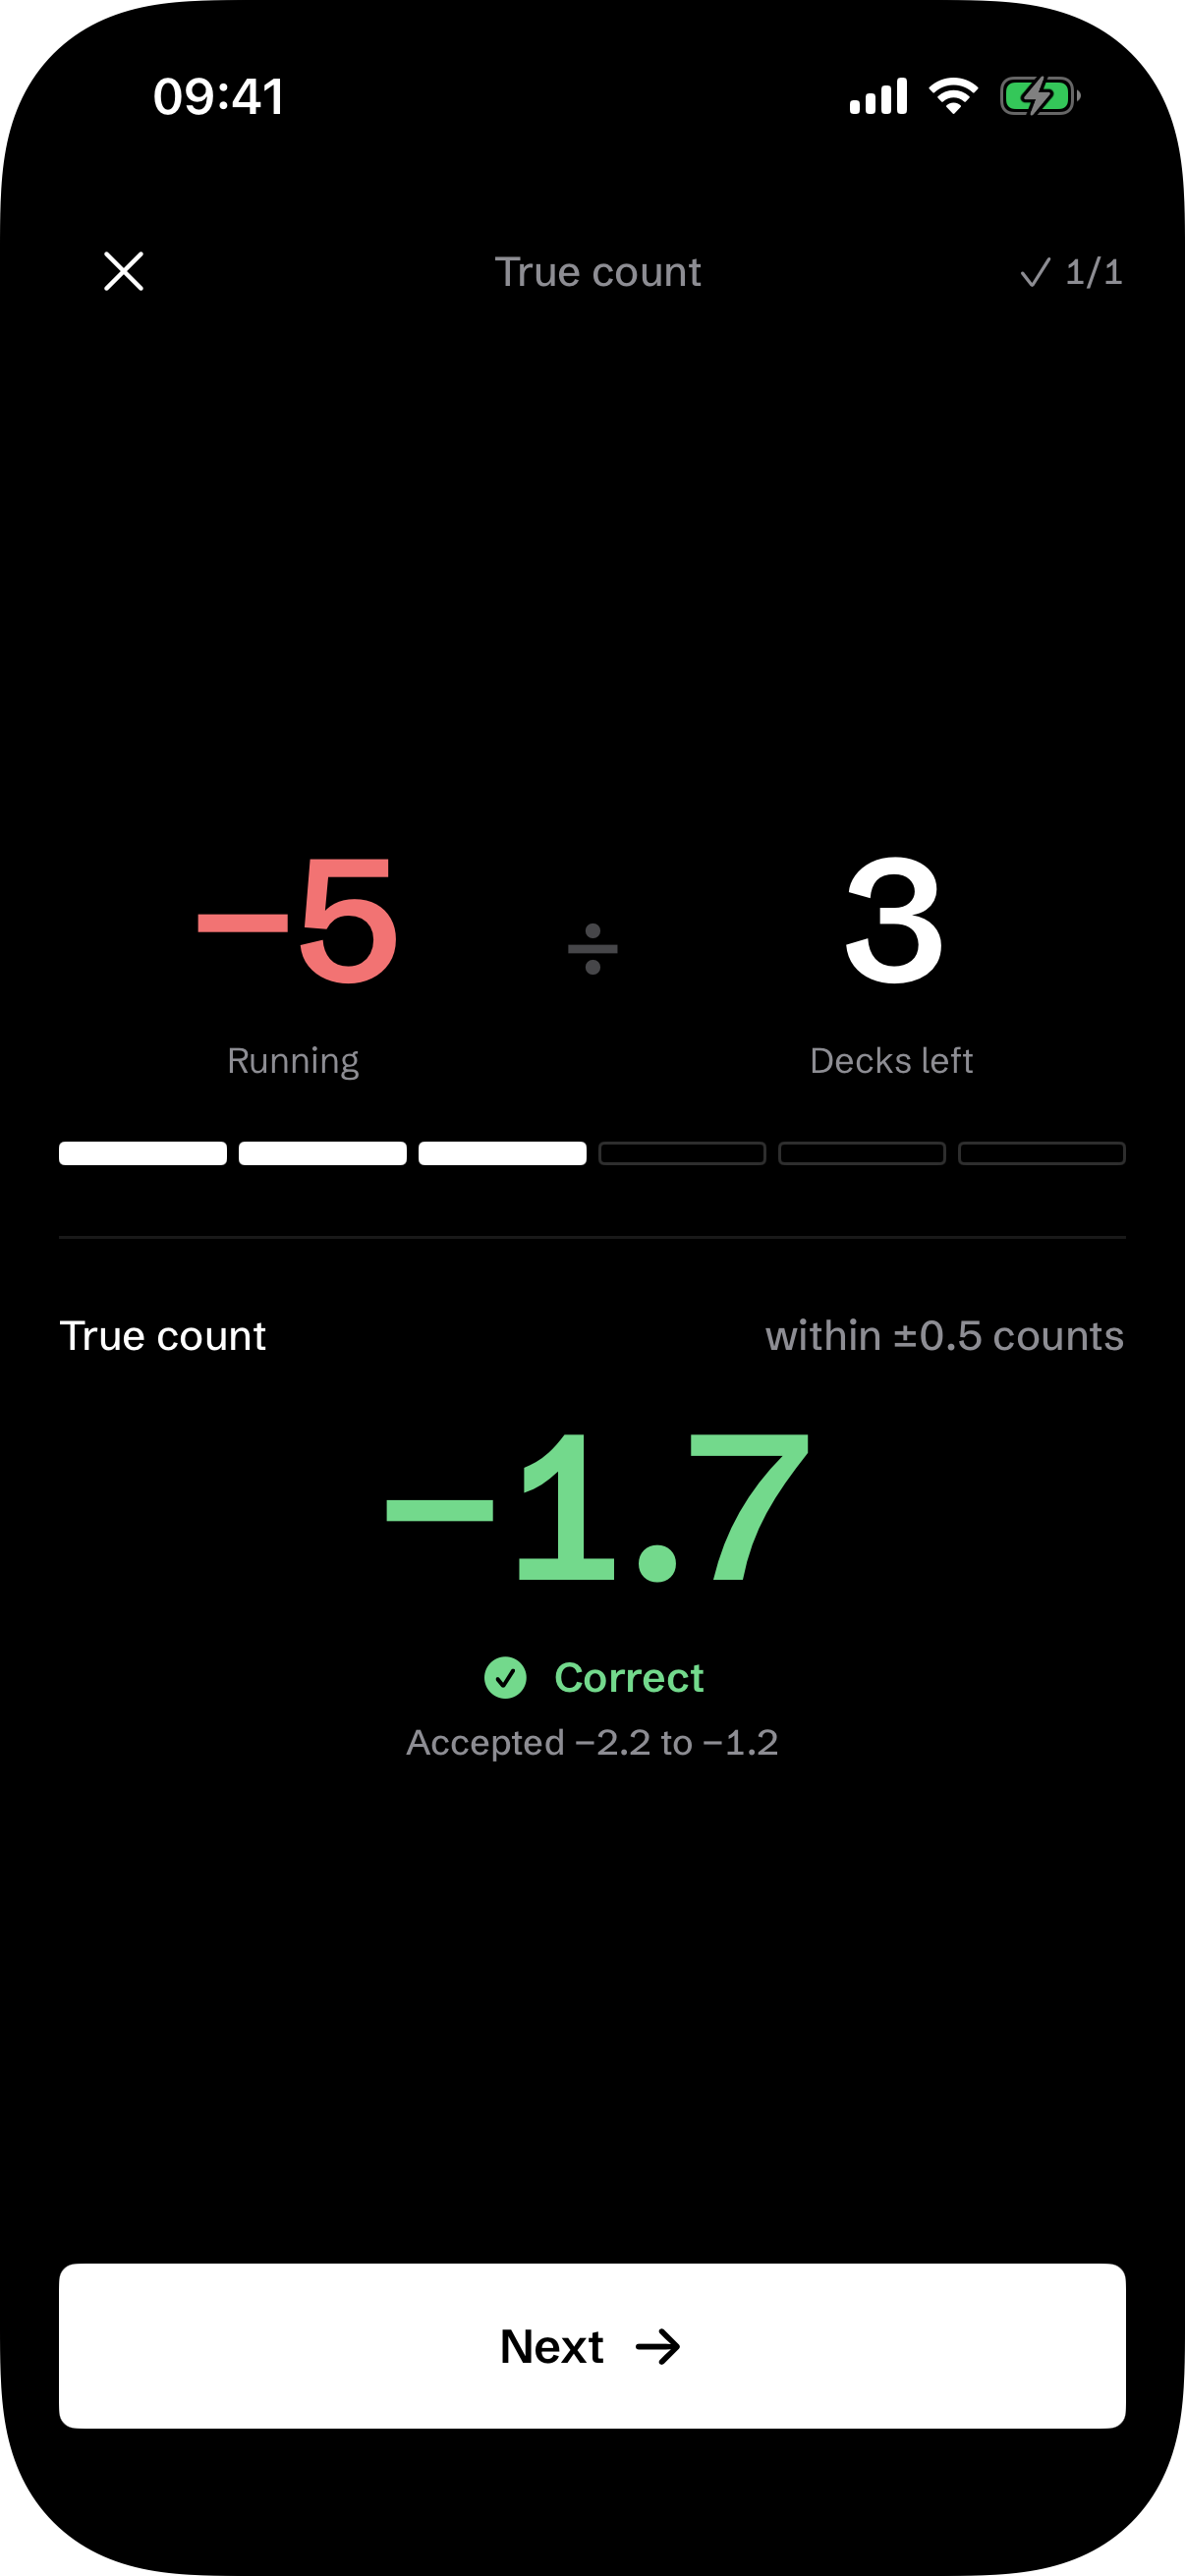 09:41
True count
✓ 1/1
−5 ÷ 3
Running Decks left
True count within ±0.5 counts
−1.7
Correct
Accepted −2.2 to −1.2
Next →